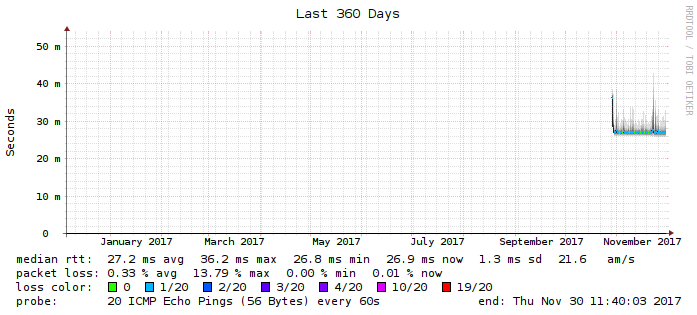 Last 360 Days
RRDTOOL / TOBI OETIKER
Seconds
50 m
40 m
30 m
20 m
10 m
0
January 2017 March 2017 May 2017 July 2017 September 2017 November 2017
median rtt: 27.2 ms avg 36.2 ms max 26.8 ms min 26.9 ms now 1.3 ms sd 21.6 am/s
packet loss: 0.33 % avg 13.79 % max 0.00 % min 0.01 % now
loss color: 0 1/20 2/20 3/20 4/20 10/20 19/20
probe: 20 ICMP Echo Pings (56 Bytes) every 60s end: Thu Nov 30 11:40:03 2017